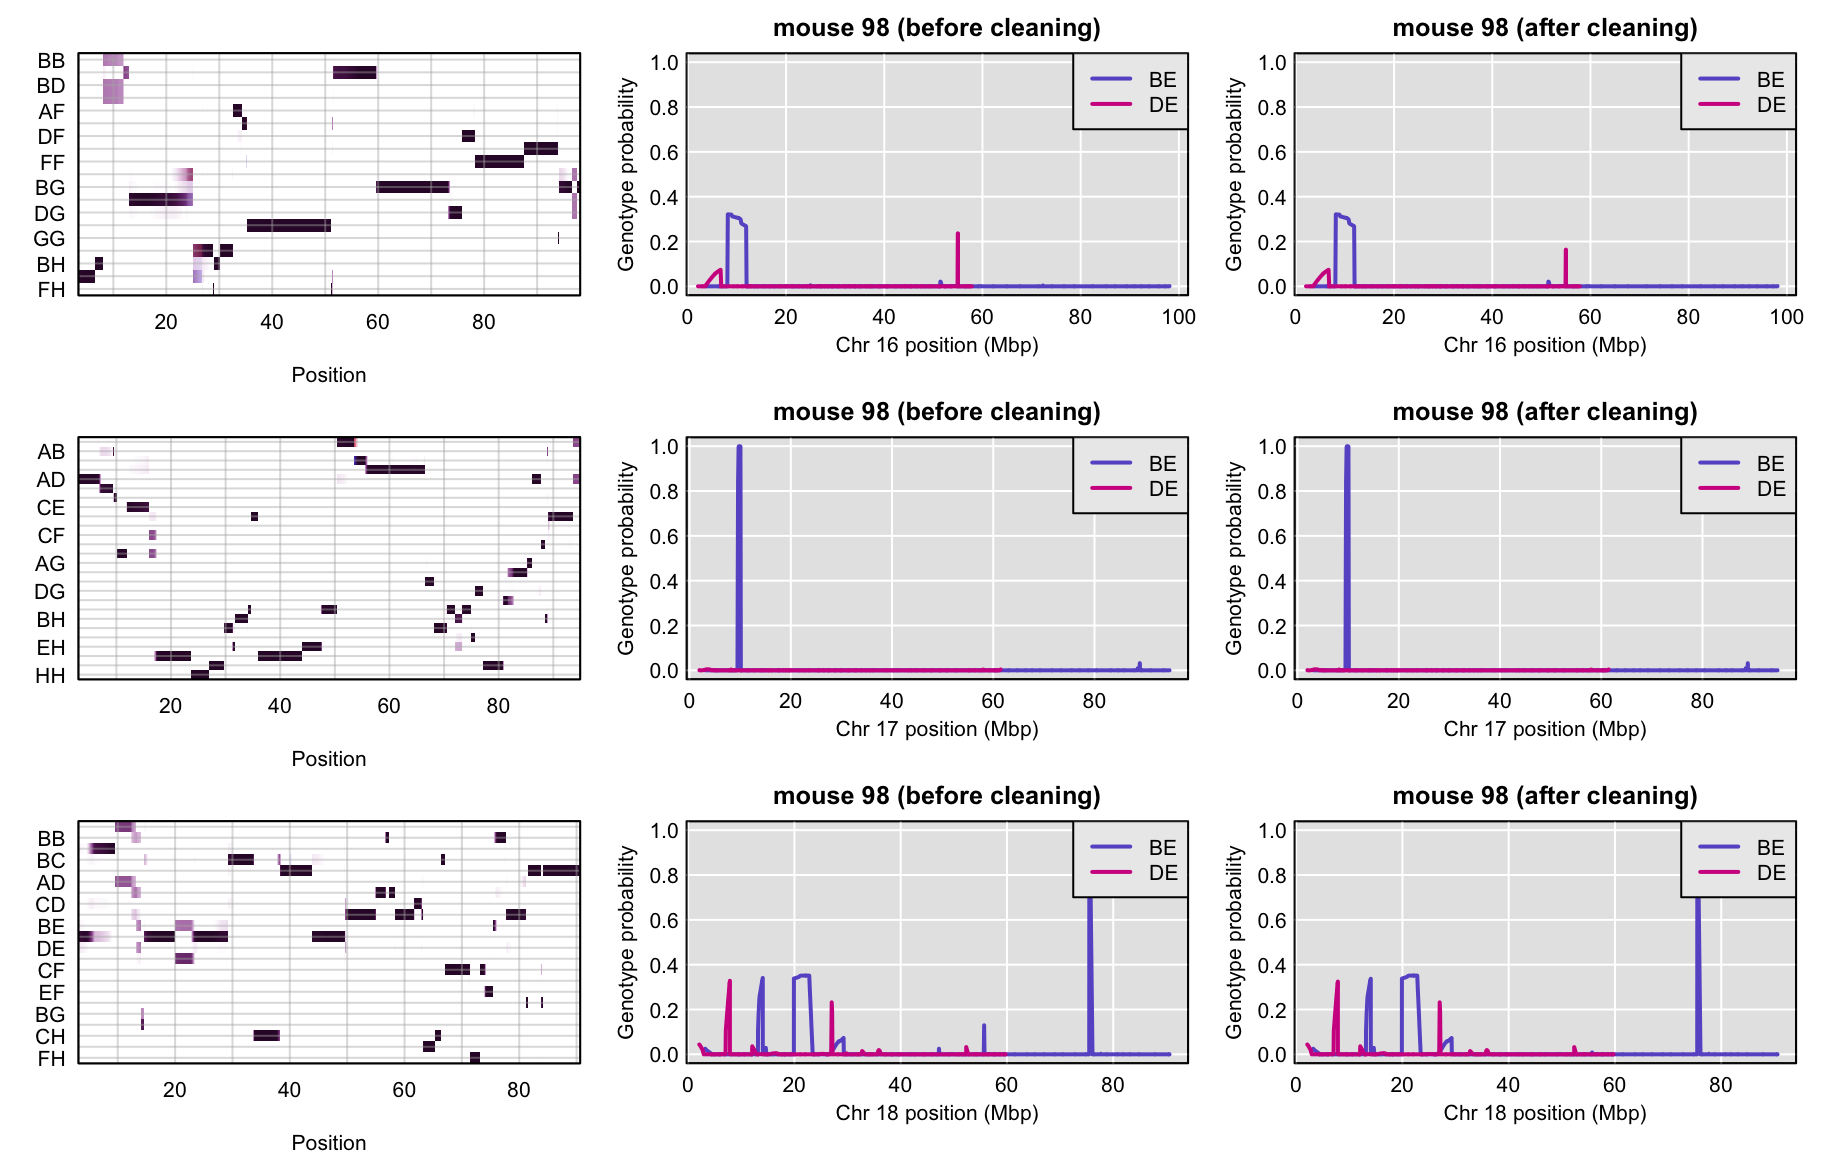 BB
BD
AF
DF
FF
BG
DG
GG
BH
FH
20 40 60 80
Position
mouse 98 (before cleaning)
Genotype probability
1.0
0.8
0.6
0.4
0.2
0.0
BE
DE
0 20 40 60 80 100
Chr 16 position (Mbp)
mouse 98 (after cleaning)
Genotype probability
1.0
0.8
0.6
0.4
0.2
0.0
BE
DE
0 20 40 60 80 100
Chr 16 position (Mbp)
AB
AD
CE
CF
AG
DG
BH
EH
HH
20 40 60 80
Position
mouse 98 (before cleaning)
Genotype probability
1.0
0.8
0.6
0.4
0.2
0.0
BE
DE
0 20 40 60 80
Chr 17 position (Mbp)
mouse 98 (after cleaning)
Genotype probability
1.0
0.8
0.6
0.4
0.2
0.0
BE
DE
0 20 40 60 80
Chr 17 position (Mbp)
BB
BC
AD
CD
BE
DE
CF
EF
BG
CH
FH
20 40 60 80
Position
mouse 98 (before cleaning)
Genotype probability
1.0
0.8
0.6
0.4
0.2
0.0
BE
DE
0 20 40 60 80
Chr 18 position (Mbp)
mouse 98 (after cleaning)
Genotype probability
1.0
0.8
0.6
0.4
0.2
0.0
BE
DE
0 20 40 60 80
Chr 18 position (Mbp)